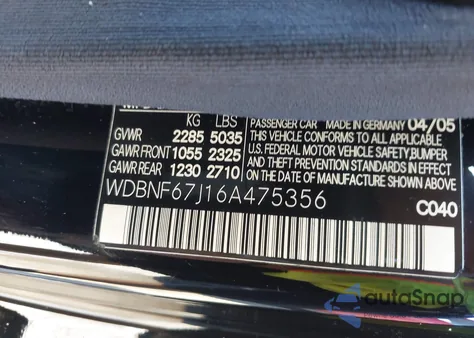 KG LBS
GVWR 2285 5035
GAWR FRONT 1055 2325
GAWR REAR 1230 2710
PASSENGER CAR MADE IN GERMANY 04/05
THIS VEHICLE CONFORMS TO ALL APPLICABLE
U.S. FEDERAL MOTOR VEHICLE SAFETY, BUMPER
AND THEFT PREVENTION STANDARDS IN EFFECT
ON THE DATE OF MANUFACTURE SHOWN ABOVE
WDBNF67J16A475356
C040
autoSnap